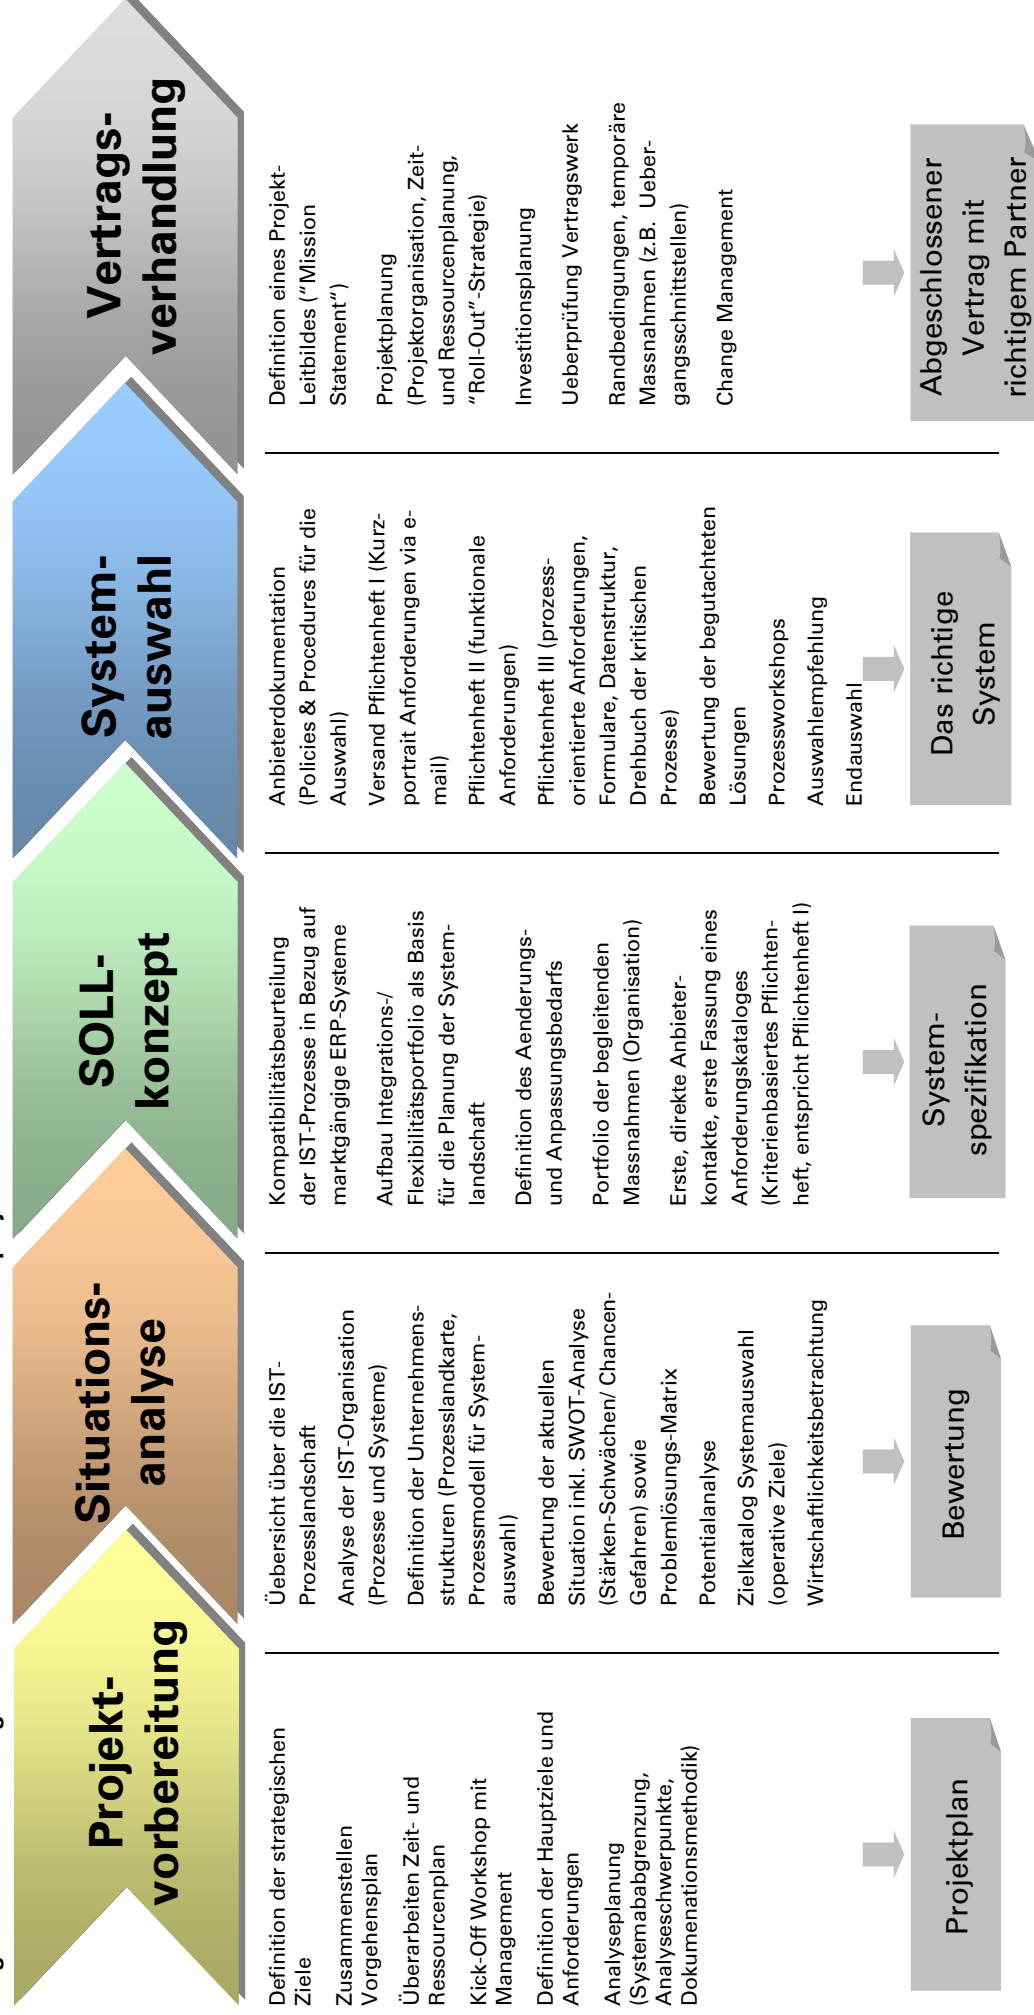 Projekt-
vorbereitung
Definition der strategischen
Ziele
Zusammenstellen
Vorgehensplan
Überarbeiten Zeit- und
Ressourcenplan
Kick-Off Workshop mit
Management
Definition der Hauptziele und
Anforderungen
Analyseplanung
(Systemabgrenzung,
Analyseschwerpunkte,
Dokumenationsmethodik)
Projektplan
Situations-
analyse
Üebersicht über die IST-
Prozesslandschaft
Analyse der IST-Organisation
(Prozesse und Systeme)
Definition der Unternehmens-
strukturen (Prozesslandkarte,
Prozessmodell für System-
auswahl)
Bewertung der aktuellen
Situation inkl. SWOT-Analyse
(Stärken-Schwächen/ Chancen-
Gefahren) sowie
Problemlösungs-Matrix
Potentialanalyse
Zielkatalog Systemauswahl
(operative Ziele)
Wirtschaftlichkeitsbetrachtung
Bewertung
SOLL-
konzept
Kompatibilitätsbeurteilung
der IST-Prozesse in Bezug auf
marktgängige ERP-Systeme
Aufbau Integrations-/
Flexibilitätsportfolio als Basis
für die Planung der System-
landschaft
Definition des Aenderungs-
und Anpassungsbedarfs
Portfolio der begleitenden
Massnahmen (Organisation)
Erste, direkte Anbieter-
kontakte, erste Fassung eines
Anforderungskataloges
(Kriterienbasiertes Pflichten-
heft, entspricht Pflichtenheft I)
System-
spezifikation
System-
auswahl
Anbieterdokumentation
(Policies & Procedures für die
Auswahl)
Versand Pflichtenheft I (Kurz-
portrait Anforderungen via e-
mail)
Pflichtenheft II (funktionale
Anforderungen)
Pflichtenheft III (prozess-
orientierte Anforderungen,
Formulare, Datenstruktur,
Drehbuch der kritischen
Prozesse)
Bewertung der begutachteten
Lösungen
Prozessworkshops
Auswahlempfehlung
Endauswahl
Das richtige
System
Vertrags-
verhandlung
Definition eines Projekt-
Leitbildes (“Mission
Statement“)
Projektplanung
(Projektorganisation, Zeit-
und Ressourcenplanung,
“Roll-Out“-Strategie)
Investitionsplanung
Ueberprüfung Vertragswerk
Randbedingungen, temporäre
Massnahmen (z.B. Ueber-
gangsschnittstellen)
Change Management
Abgeschlossener
Vertrag mit
richtigem Partner